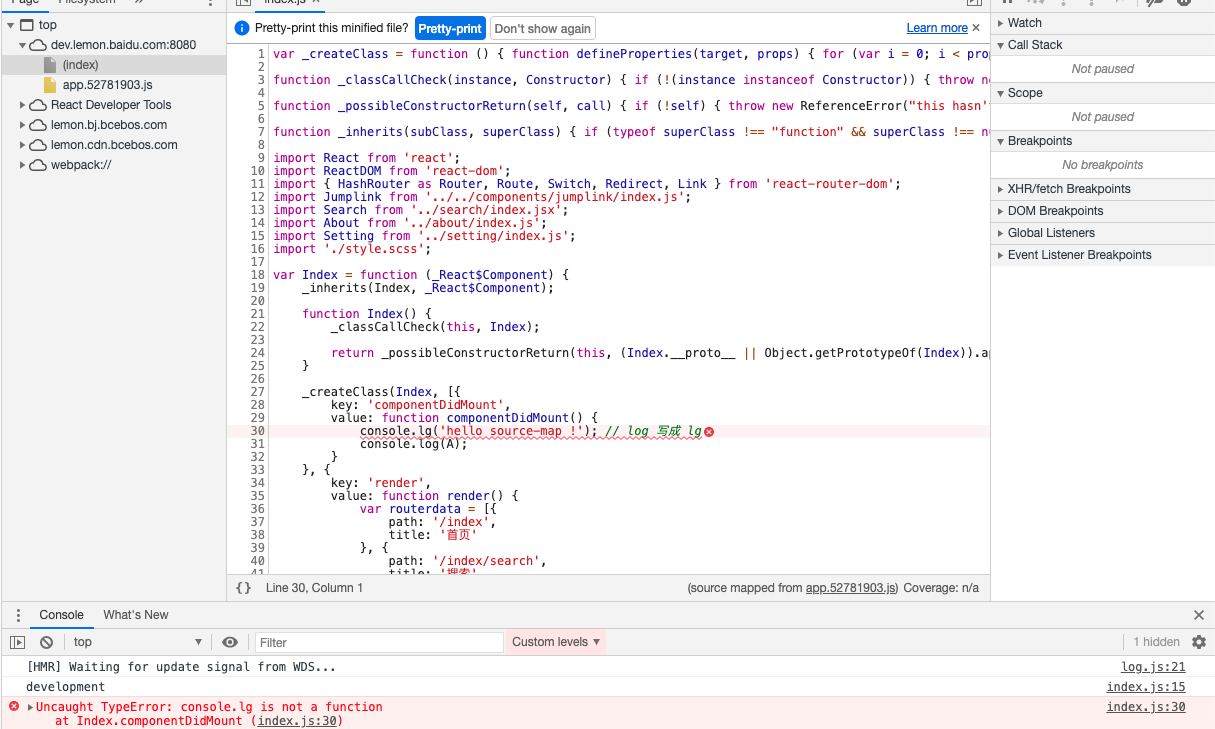 Page Filesystem »
index.js ×
top
dev.lemon.baidu.com:8080
(index)
app.52781903.js
React Developer Tools
lemon.bj.bcebos.com
lemon.cdn.bcebos.com
webpack://
Pretty-print this minified file? Pretty-print Don't show again Learn more ×
1 var _createClass = function () { function defineProperties(target, props) { for (var i = 0; i <
2
3 function _classCallCheck(instance, Constructor) { if (!(instance instanceof Constructor)) { throw
4
5 function _possibleConstructorReturn(self, call) { if (!self) { throw new ReferenceError("this hasn'
6
7 function _inherits(subClass, superClass) { if (typeof superClass !== "function" && superClass !==
8
9 import React from 'react';
10 import ReactDOM from 'react-dom';
11 import { HashRouter as Router, Route, Switch, Redirect, Link } from 'react-router-dom';
12 import Jumplink from '../../components/jumplink/index.js';
13 import Search from '../search/index.jsx';
14 import About from '../about/index.js';
15 import Setting from '../setting/index.js';
16 import './style.scss';
17
18 var Index = function (_React$Component) {
19 _inherits(Index, _React$Component);
20
21 function Index() {
22 _classCallCheck(this, Index);
23
24 return _possibleConstructorReturn(this, (Index.__proto__ || Object.getPrototypeOf(Index)).
25 }
26
27 _createClass(Index, [{
28 key: 'componentDidMount',
29 value: function componentDidMount() {
30 console.lg('hello source-map !'); // log 写成 lg
31 console.log(A);
32 }
33 }, {
34 key: 'render',
35 value: function render() {
36 var routerdata = [{
37 path: '/index',
38 title: '首页'
39 }, {
40 path: '/index/search',
41 title: '搜索'
{} Line 30, Column 1 (source mapped from app.52781903.js) Coverage: n/a
Watch
Call Stack
Not paused
Scope
Not paused
Breakpoints
No breakpoints
XHR/fetch Breakpoints
DOM Breakpoints
Global Listeners
Event Listener Breakpoints
Console What's New
top Filter Custom levels 1 hidden
[HMR] Waiting for update signal from WDS... log.js:21
development index.js:15
Uncaught TypeError: console.lg is not a function index.js:30
at Index.componentDidMount (index.js:30)